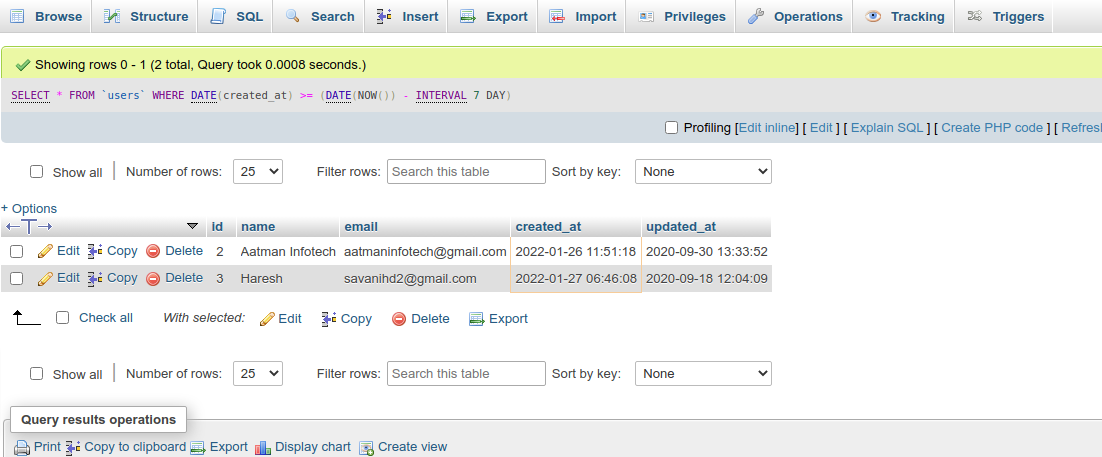 Browse Structure SQL Search Insert Export Import Privileges Operations Tracking Triggers
Showing rows 0 - 1 (2 total, Query took 0.0008 seconds.)
SELECT * FROM `users` WHERE DATE(created_at) >= (DATE(NOW()) - INTERVAL 7 DAY)
Profiling [Edit inline] [ Edit ] [ Explain SQL ] [ Create PHP code ] [ Refresh
Show all | Number of rows: 25 Filter rows: Search this table Sort by key: None
+ Options
id name email created_at updated_at
Edit Copy Delete 2 Aatman Infotech aatmaninfotech@gmail.com 2022-01-26 11:51:18 2020-09-30 13:33:52
Edit Copy Delete 3 Haresh savanihd2@gmail.com 2022-01-27 06:46:08 2020-09-18 12:04:09
Check all With selected: Edit Copy Delete Export
Show all | Number of rows: 25 Filter rows: Search this table Sort by key: None
Query results operations
Print Copy to clipboard Export Display chart Create view